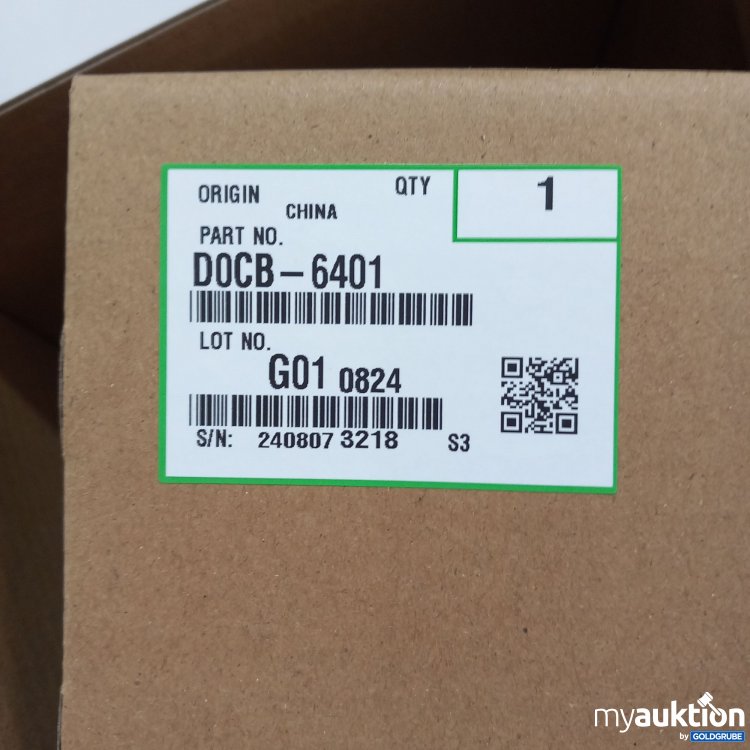 ORIGIN
CHINA
QTY
1
PART NO.
D0CB-6401
LOT NO.
G01 0824
S/N: 240807 3218 S3
myauktion
by GOLDGRUBE